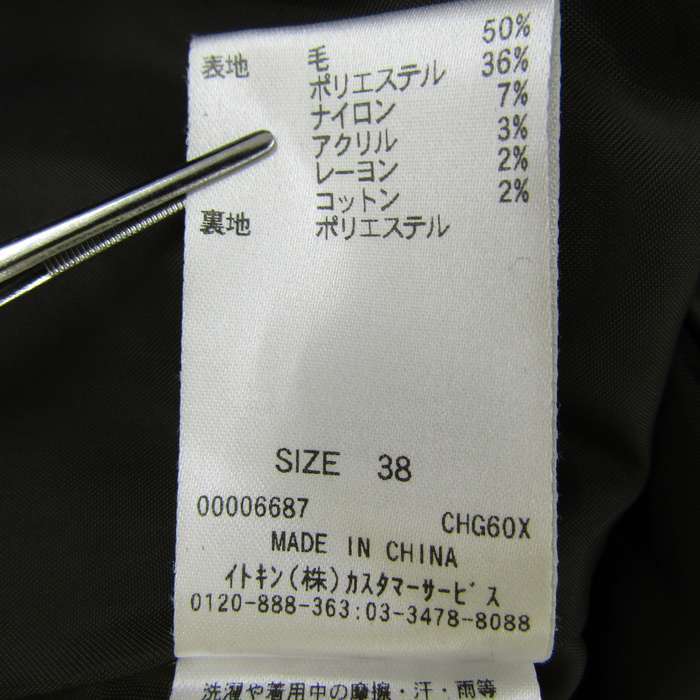 表地 毛 50%
ポリエステル 36%
ナイロン 7%
アクリル 3%
レーヨン 2%
コットン 2%
裏地 ポリエステル
SIZE 38
00006687 CHG60X
MADE IN CHINA
イトキン(株)カスタマーサービス
0120-888-363:03-3478-8088
洗濯や着用中の摩擦・汗・雨等